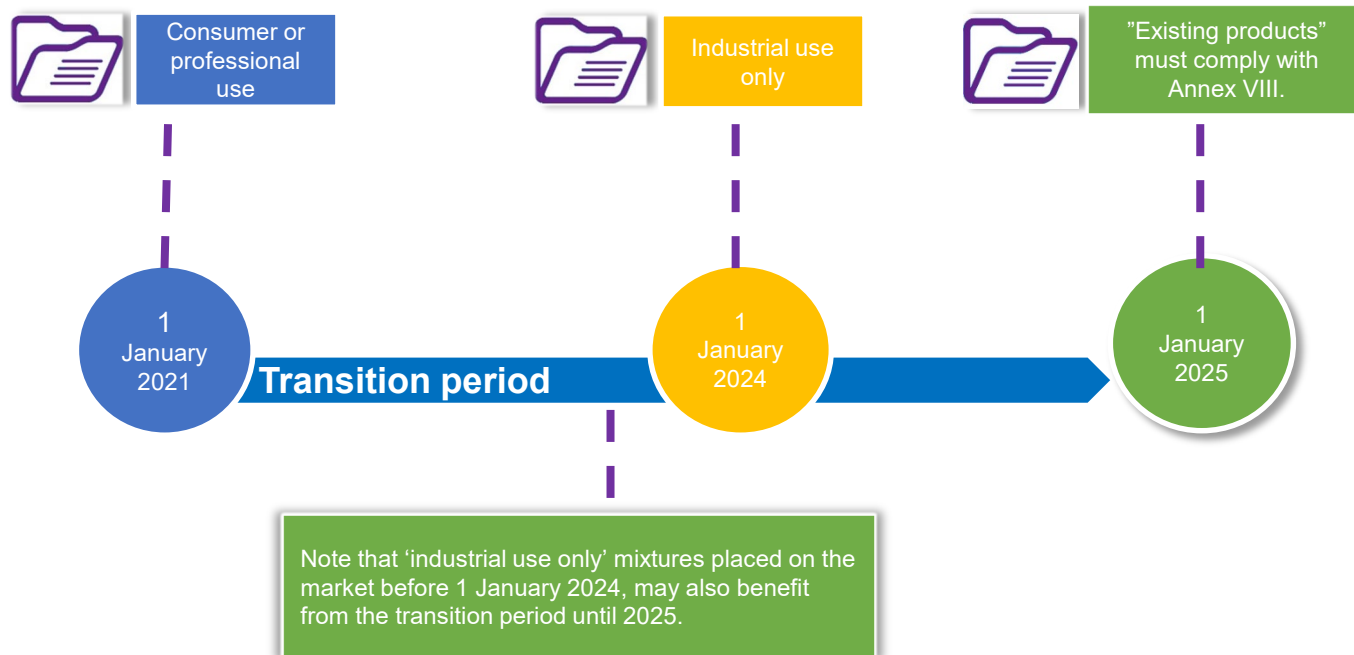 Consumer or
professional
use
Industrial use
only
”Existing products”
must comply with
Annex VIII.
1
January
2021
Transition period
1
January
2024
1
January
2025
Note that ‘industrial use only’ mixtures placed on the
market before 1 January 2024, may also benefit
from the transition period until 2025.